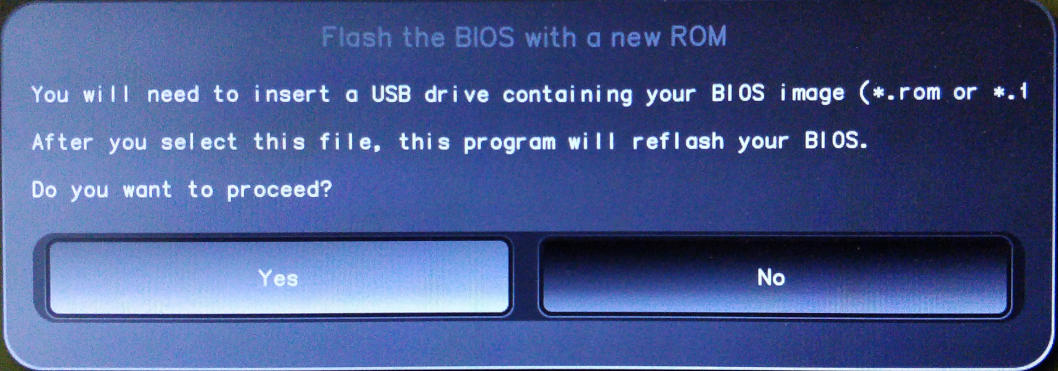 Flash the BIOS with a new ROM
You will need to insert a USB drive containing your BIOS image (*.rom or *.1
After you select this file, this program will reflash your BIOS.
Do you want to proceed?
Yes
No